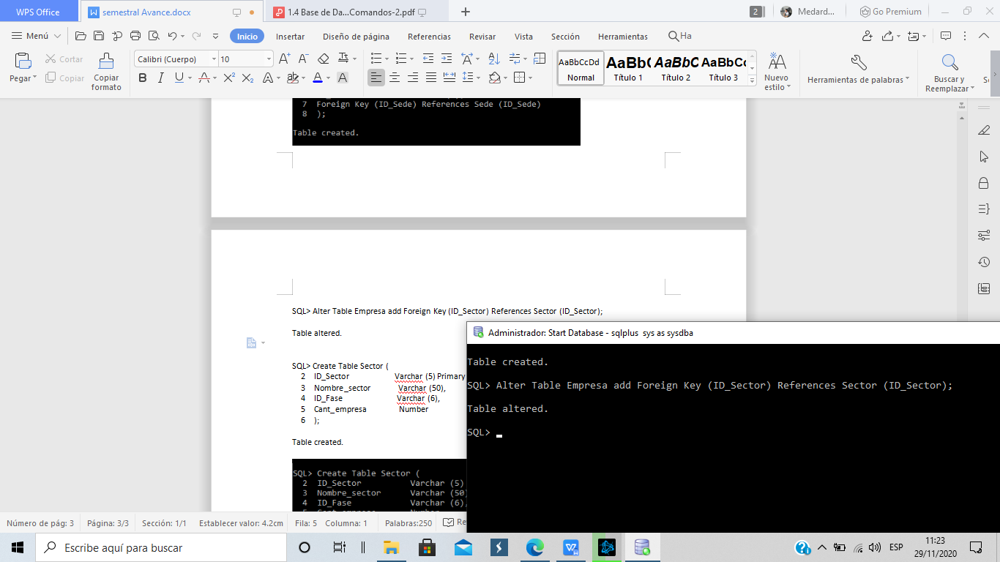 WPS Office
semestral Avance.docx
1.4 Base de Da...Comandos-2.pdf
2
Medard...
Go Premium
Menú
Inicio
Insertar
Diseño de página
Referencias
Revisar
Vista
Sección
Herramientas
Ha
Pegar
Cortar
Copiar
Copiar
formato
Calibri (Cuerpo)
10
AaBbCcDd
Normal
AaBbC
Título 1
AaBbC
Título 2
AaBbCc
Título 3
Nuevo
estilo
Herramientas de palabras
Buscar y
Reemplazar
7 Foreign Key (ID_Sede) References Sede (ID_Sede)
8 );
Table created.
SQL> Alter Table Empresa add Foreign Key (ID_Sector) References Sector (ID_Sector);
Table altered.
SQL> Create Table Sector (
2 ID_Sector Varchar (5) Primary
3 Nombre_sector Varchar (50),
4 ID_Fase Varchar (6),
5 Cant_empresa Number
6 );
Table created.
SQL> Create Table Sector (
2 ID_Sector Varchar (5)
3 Nombre_sector Varchar (50)
4 ID_Fase Varchar (6),
Administrador: Start Database - sqlplus sys as sysdba
Table created.
SQL> Alter Table Empresa add Foreign Key (ID_Sector) References Sector (ID_Sector);
Table altered.
SQL>
Número de pág: 3
Página: 3/3
Sección: 1/1
Establecer valor: 4.2cm
Fila: 5
Columna: 1
Palabras:250
Re
Escribe aquí para buscar
ESP
11:23
29/11/2020